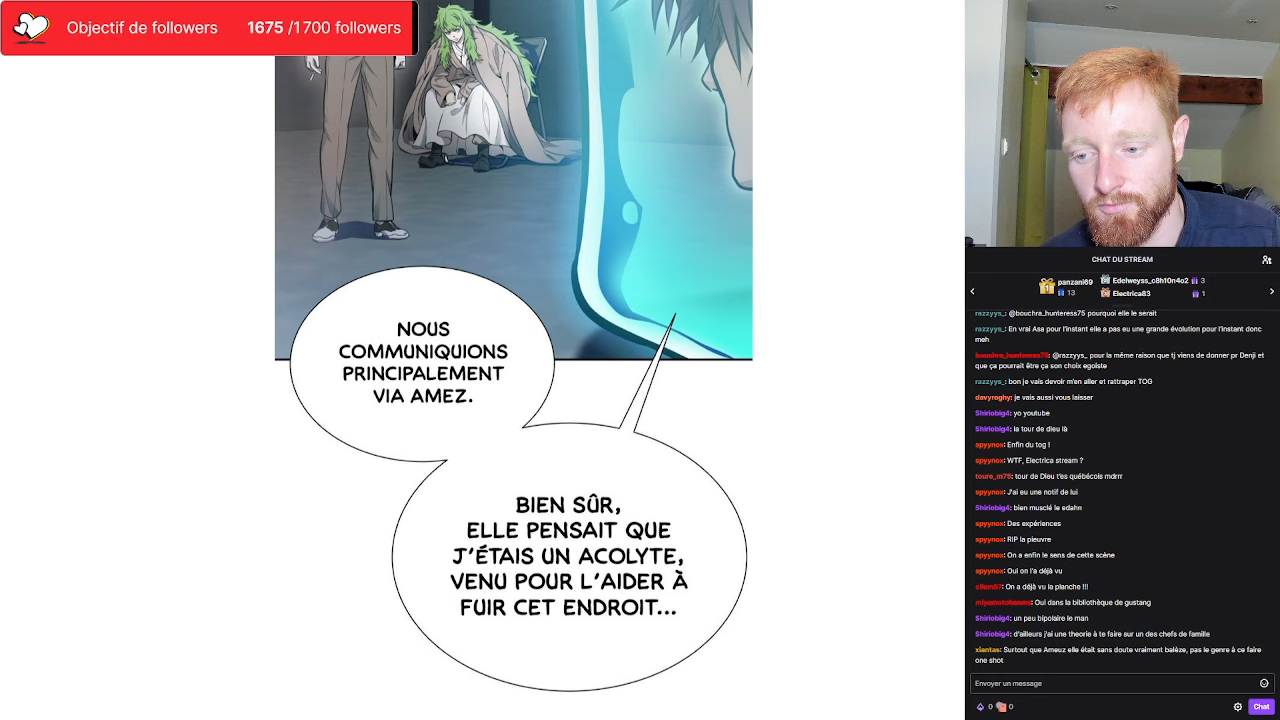 Objectif de followers 1675 /1700 followers
NOUS
COMMUNIQUIONS
PRINCIPALEMENT
VIA AMEZ.
BIEN SÛR,
ELLE PENSAIT QUE
J'ÉTAIS UN ACOLYTE,
VENU POUR L'AIDER À
FUIR CET ENDROIT...
CHAT DU STREAM
panzani69
13
Edelweyss_c8h10n4o2 3
Electrica83 1
razzyys_: @bouchra_hunteress75 pourquoi elle le serait
razzyys_: En vrai Asa pour l'instant elle a pas eu une grande évolution pour l'instant donc
meh
bouchra_hunteress75: @razzyys_ pour la même raison que tj viens de donner pr Denji et
que ça pourrait être ça son choix egoiste
razzyys_: bon je vais devoir m'en aller et rattraper TOG
davyroghy: je vais aussi vous laisser
Shiriobig4: yo youtube
Shiriobig4: la tour de dieu là
spyynox: Enfin du tog !
spyynox: WTF, Electrica stream ?
toure_m75: tour de Dieu t'es québécois mdrrr
spyynox: J'ai eu une notif de lui
Shiriobig4: bien musclé le edahn
spyynox: Des expériences
spyynox: RIP la pieuvre
spyynox: On a enfin le sens de cette scène
spyynox: Oui on l'a déjà vu
: On a déjà vu la planche !!!
: Oui dans la bibliothèque de gustang
Shiriobig4: un peu bipolaire le man
Shiriobig4: d'ailleurs j'ai une theorie à te faire sur un des chefs de famille
xiantas: Surtout que Ameuz elle était sans doute vraiment balèze, pas le genre à ce faire
one shot
Envoyer un message
0 0
Chat